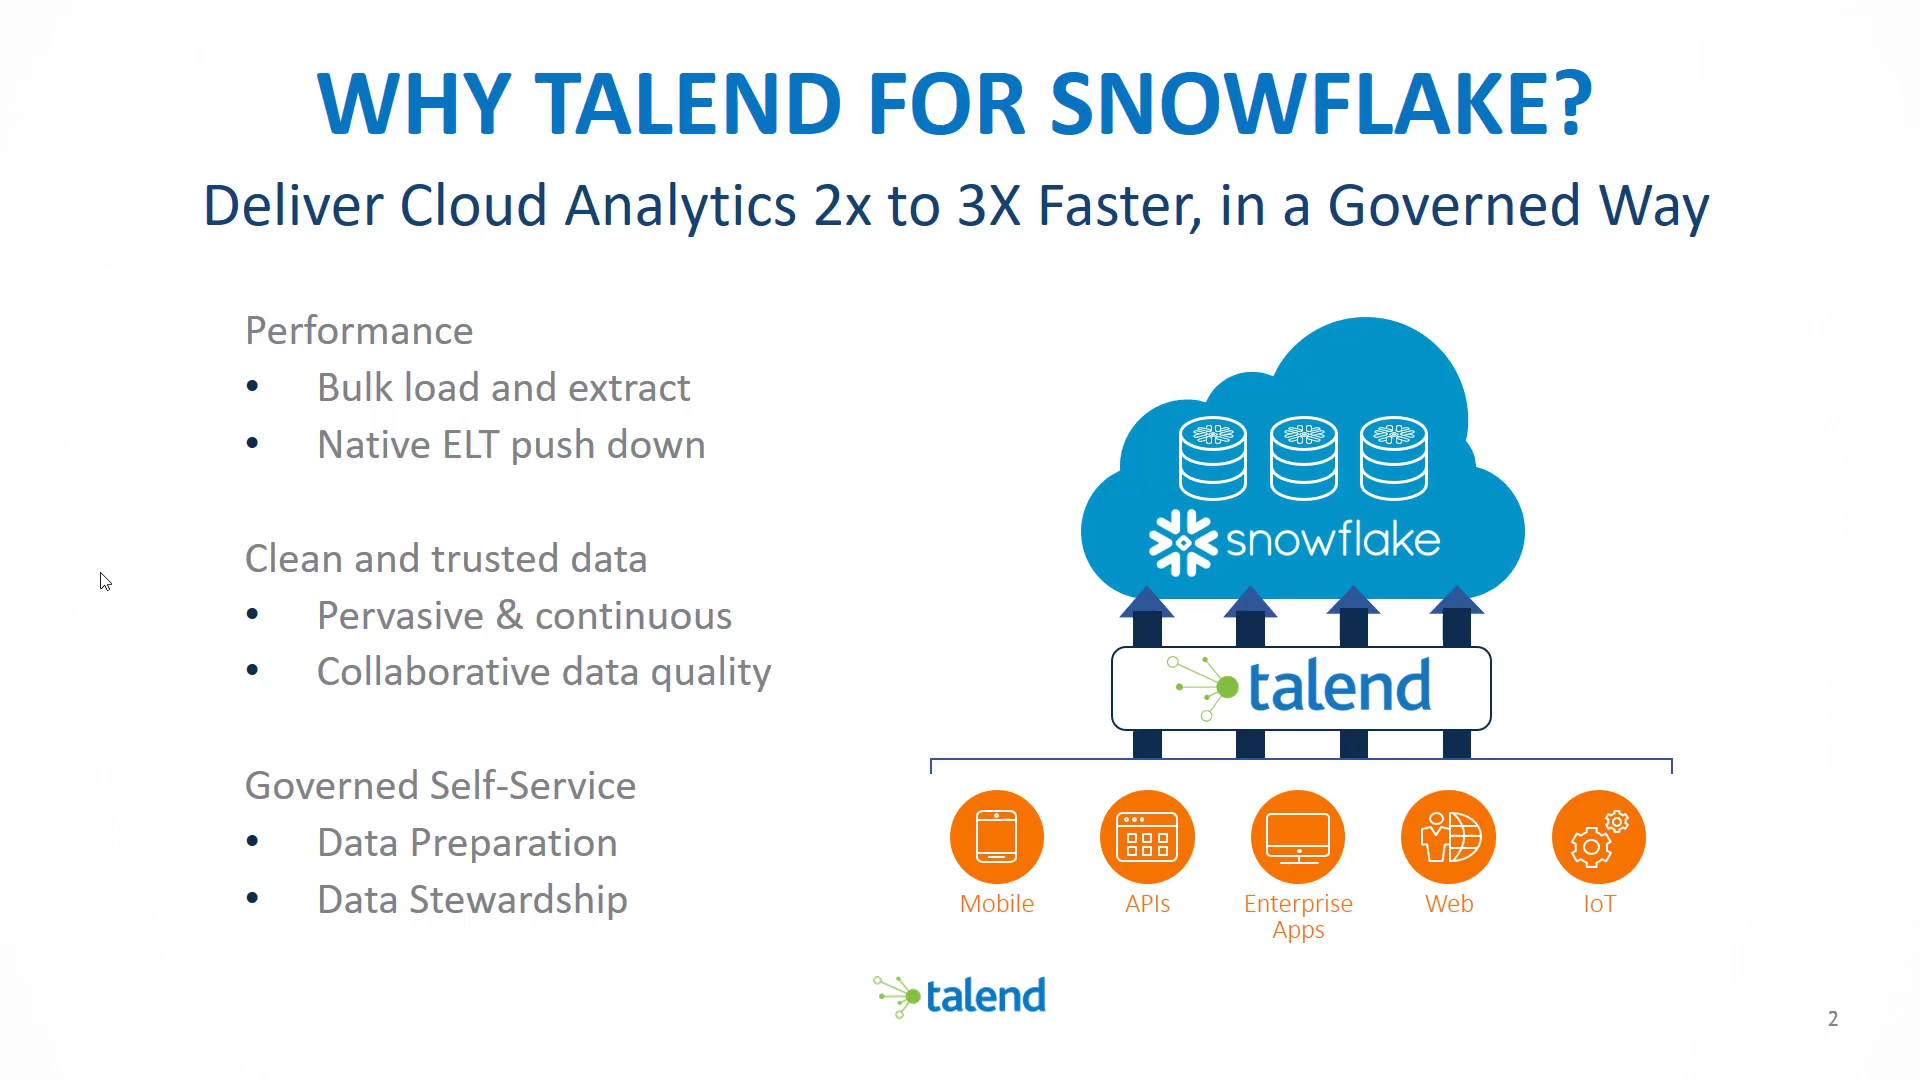 WHY TALEND FOR SNOWFLAKE?
Deliver Cloud Analytics 2x to 3X Faster, in a Governed Way
Performance
• Bulk load and extract
• Native ELT push down
Clean and trusted data
• Pervasive & continuous
• Collaborative data quality
Governed Self-Service
• Data Preparation
• Data Stewardship
snowflake
talend
Mobile
APIs
Enterprise
Apps
Web
IoT
talend
2